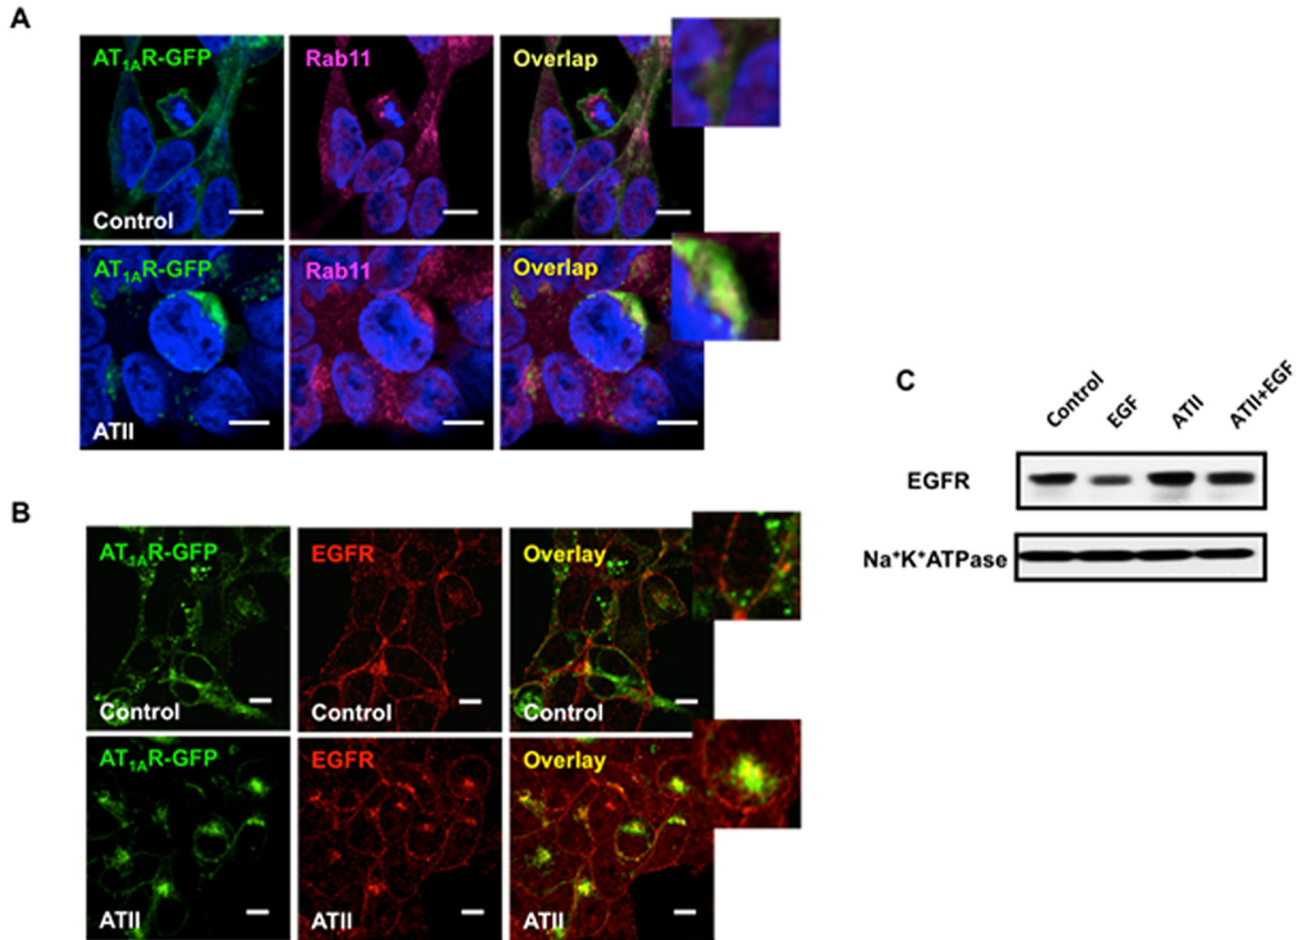 A
AT1AR-GFP Rab11 Overlap
Control
AT1AR-GFP Rab11 Overlap
ATII
B
AT1AR-GFP EGFR Overlay
Control Control Control
AT1AR-GFP EGFR Overlay
ATII ATII ATII
C
Control EGF ATII ATII+EGF
EGFR
Na+K+ATPase